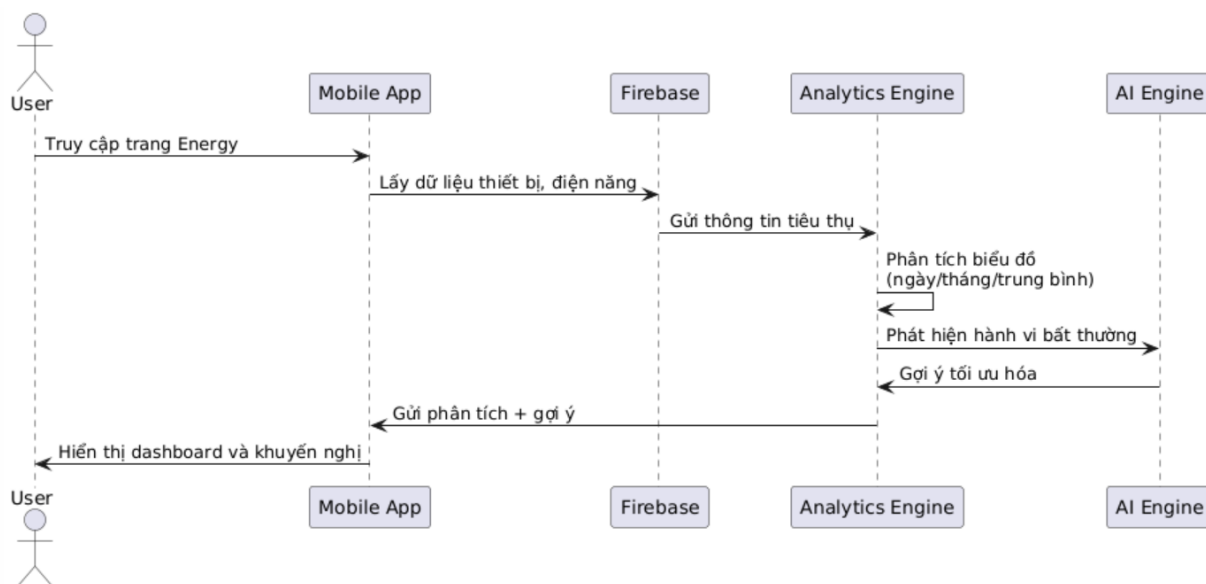 User
Mobile App
Firebase
Analytics Engine
AI Engine
Truy cập trang Energy
Lấy dữ liệu thiết bị, điện năng
Gửi thông tin tiêu thụ
Phân tích biểu đồ
(ngày/tháng/trung bình)
Phát hiện hành vi bất thường
Gợi ý tối ưu hóa
Gửi phân tích + gợi ý
Hiển thị dashboard và khuyến nghị
User
Mobile App
Firebase
Analytics Engine
AI Engine